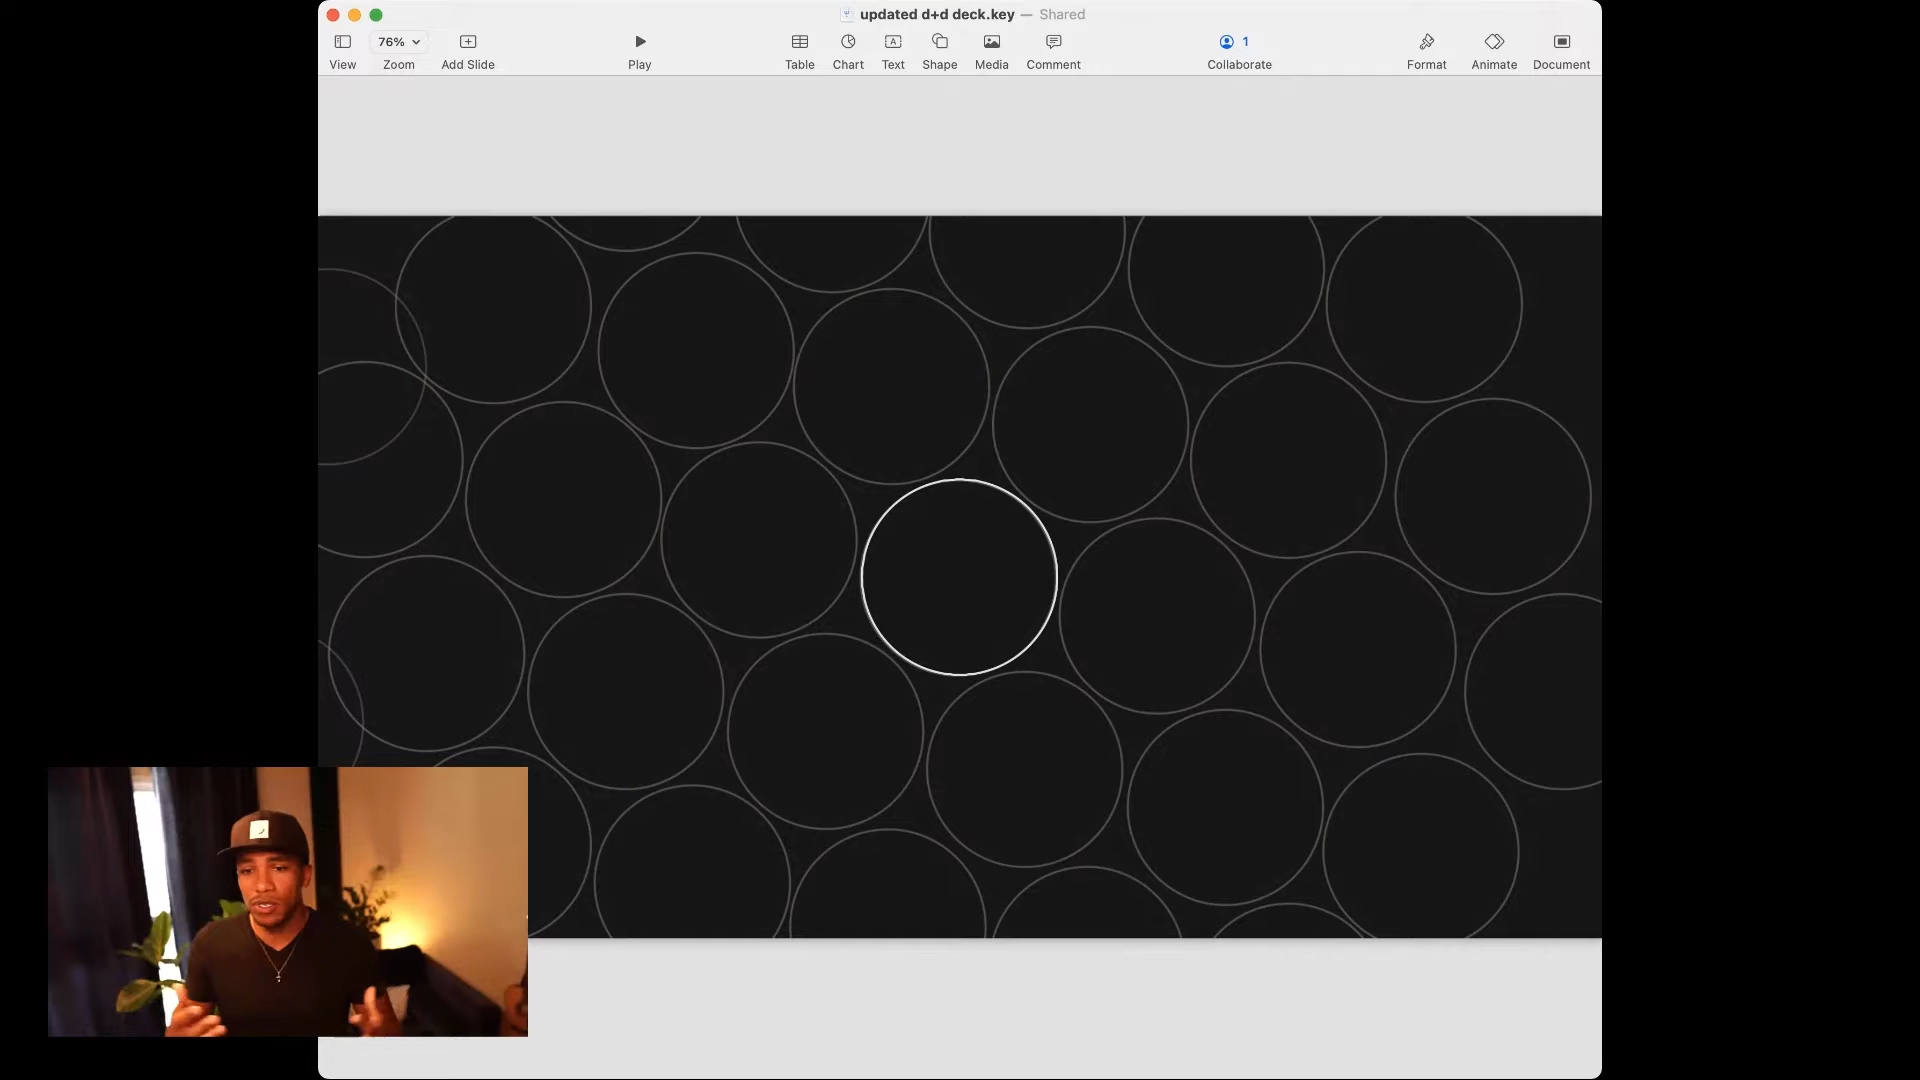 updated d+d deck.key — Shared
76%
1
View
Zoom
Add Slide
Play
Table
Chart
Text
Shape
Media
Comment
Collaborate
Format
Animate
Document